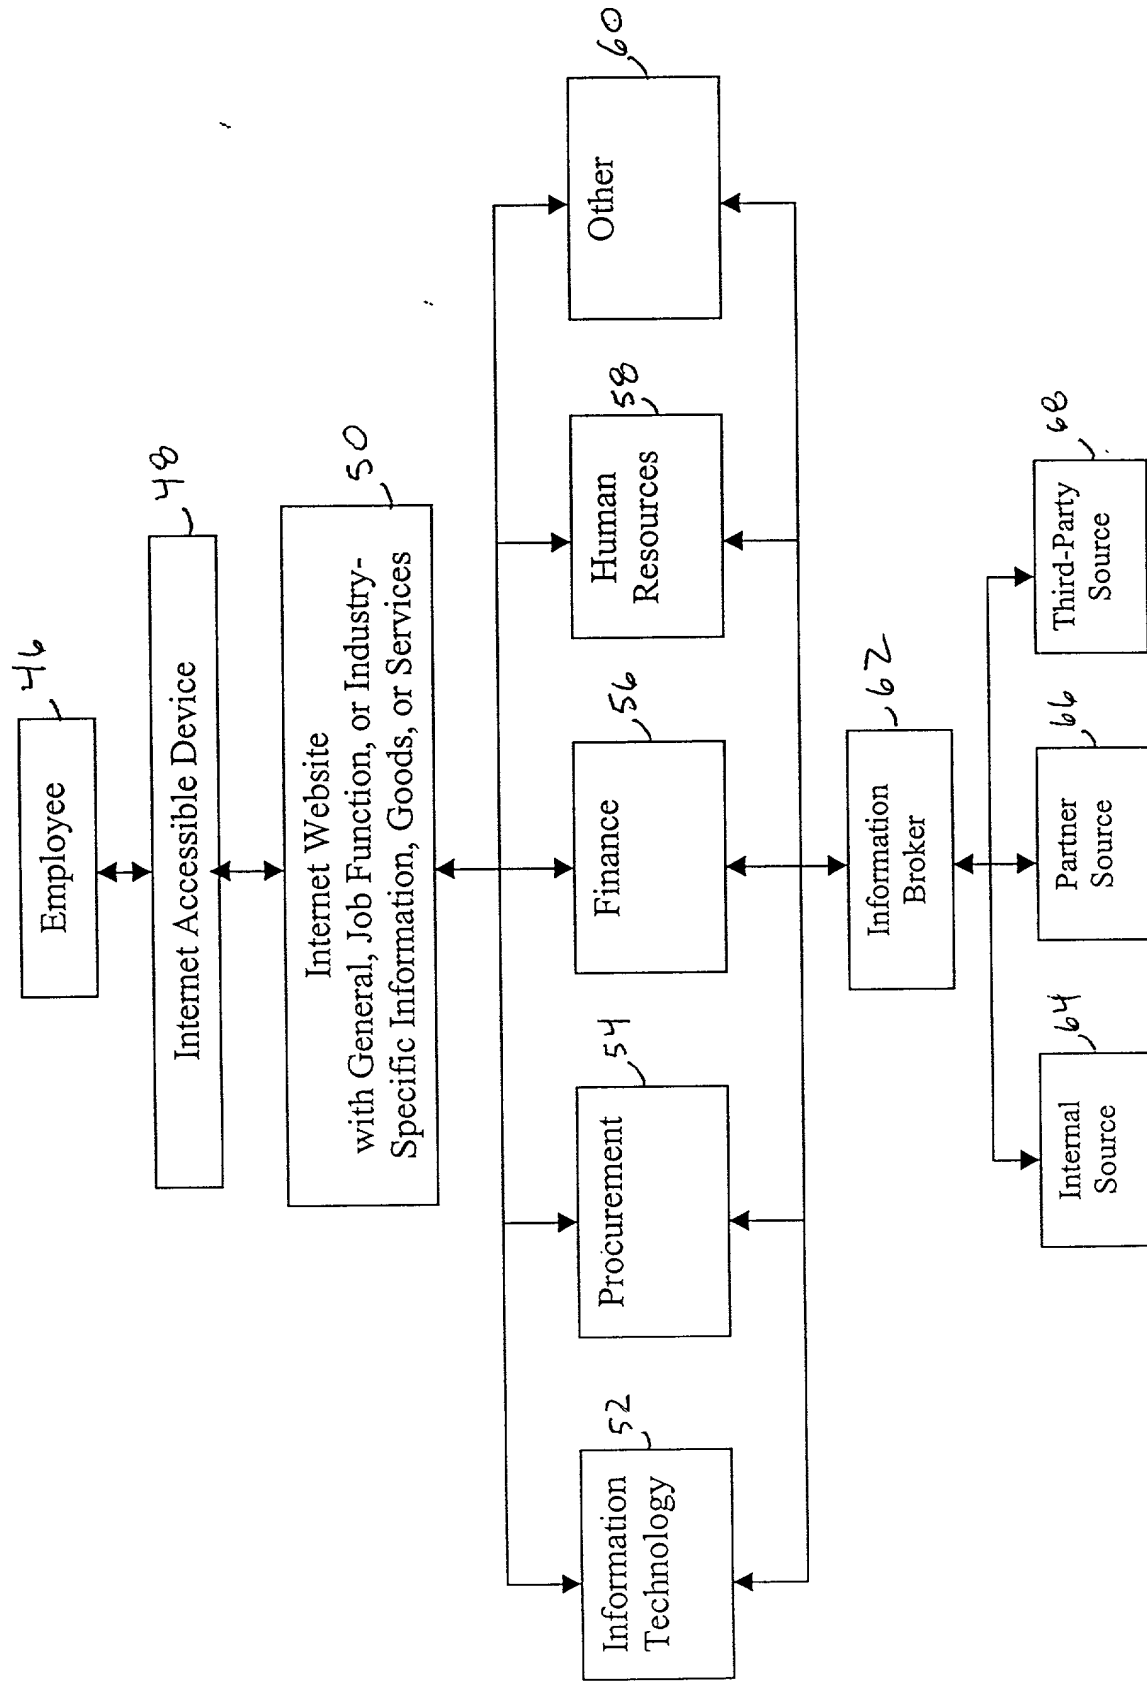 Employee
46
Internet Accessible Device
48
Internet Website
with General, Job Function, or Industry-
Specific Information, Goods, or Services
50
Information
Technology
52
Procurement
54
Finance
56
Human
Resources
58
Other
60
Information
Broker
62
Internal
Source
64
Partner
Source
66
Third-Party
Source
68